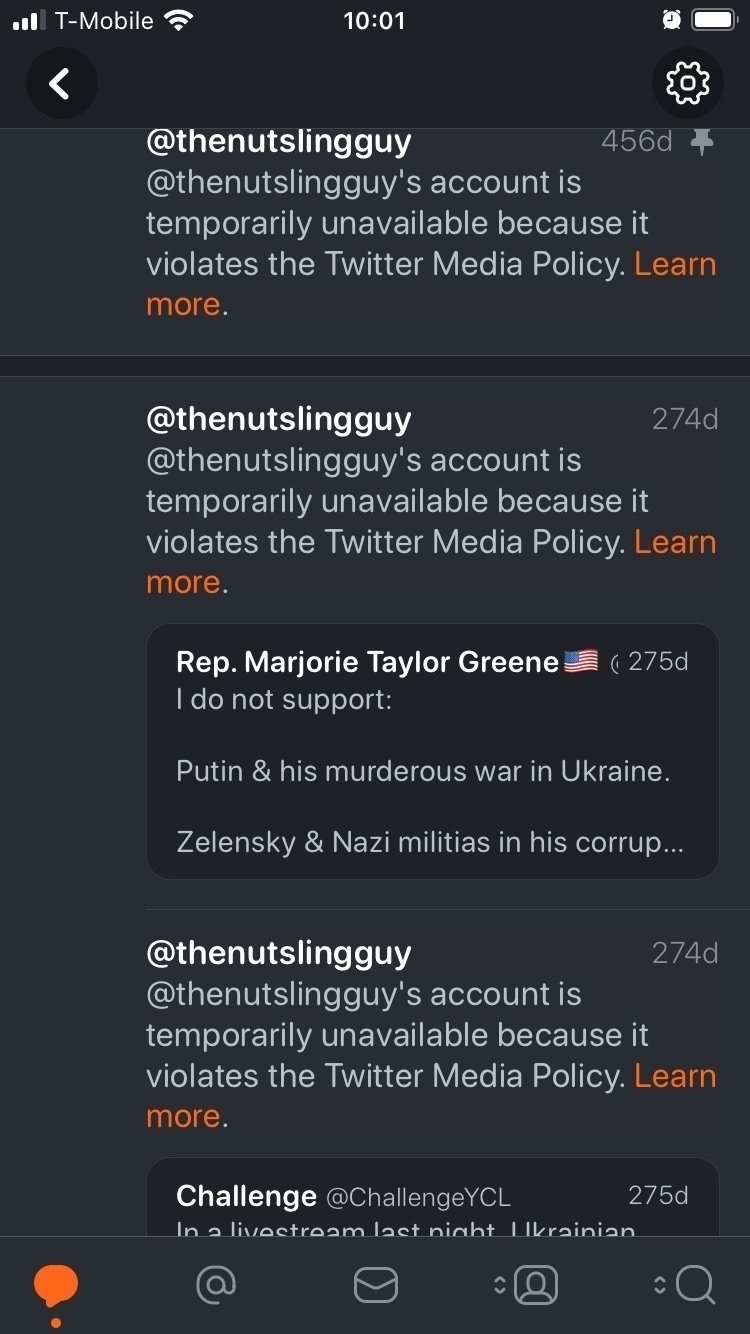 T-Mobile 10:01
@thenutslingguy 456d
@thenutslingguy's account is
temporarily unavailable because it
violates the Twitter Media Policy. Learn
more.
@thenutslingguy 274d
@thenutslingguy's account is
temporarily unavailable because it
violates the Twitter Media Policy. Learn
more.
Rep. Marjorie Taylor Greene🇺🇸 275d
I do not support:
Putin & his murderous war in Ukraine.
Zelensky & Nazi militias in his corrup...
@thenutslingguy 274d
@thenutslingguy's account is
temporarily unavailable because it
violates the Twitter Media Policy. Learn
more.
Challenge @ChallengeYCL 275d
In a livestream last night, Ukrainian